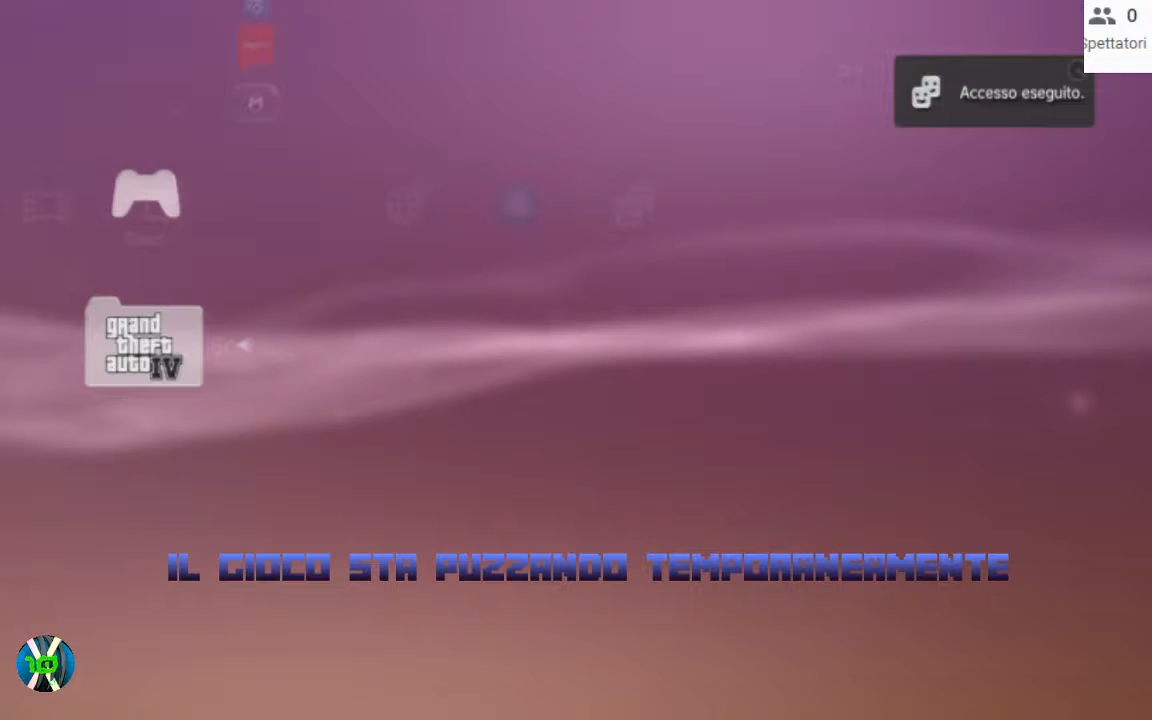 0
Spettatori
Accesso eseguito.
grand
theft
auto IV
IL GIOCO STA PUZZANDO TEMPORANEAMENTE